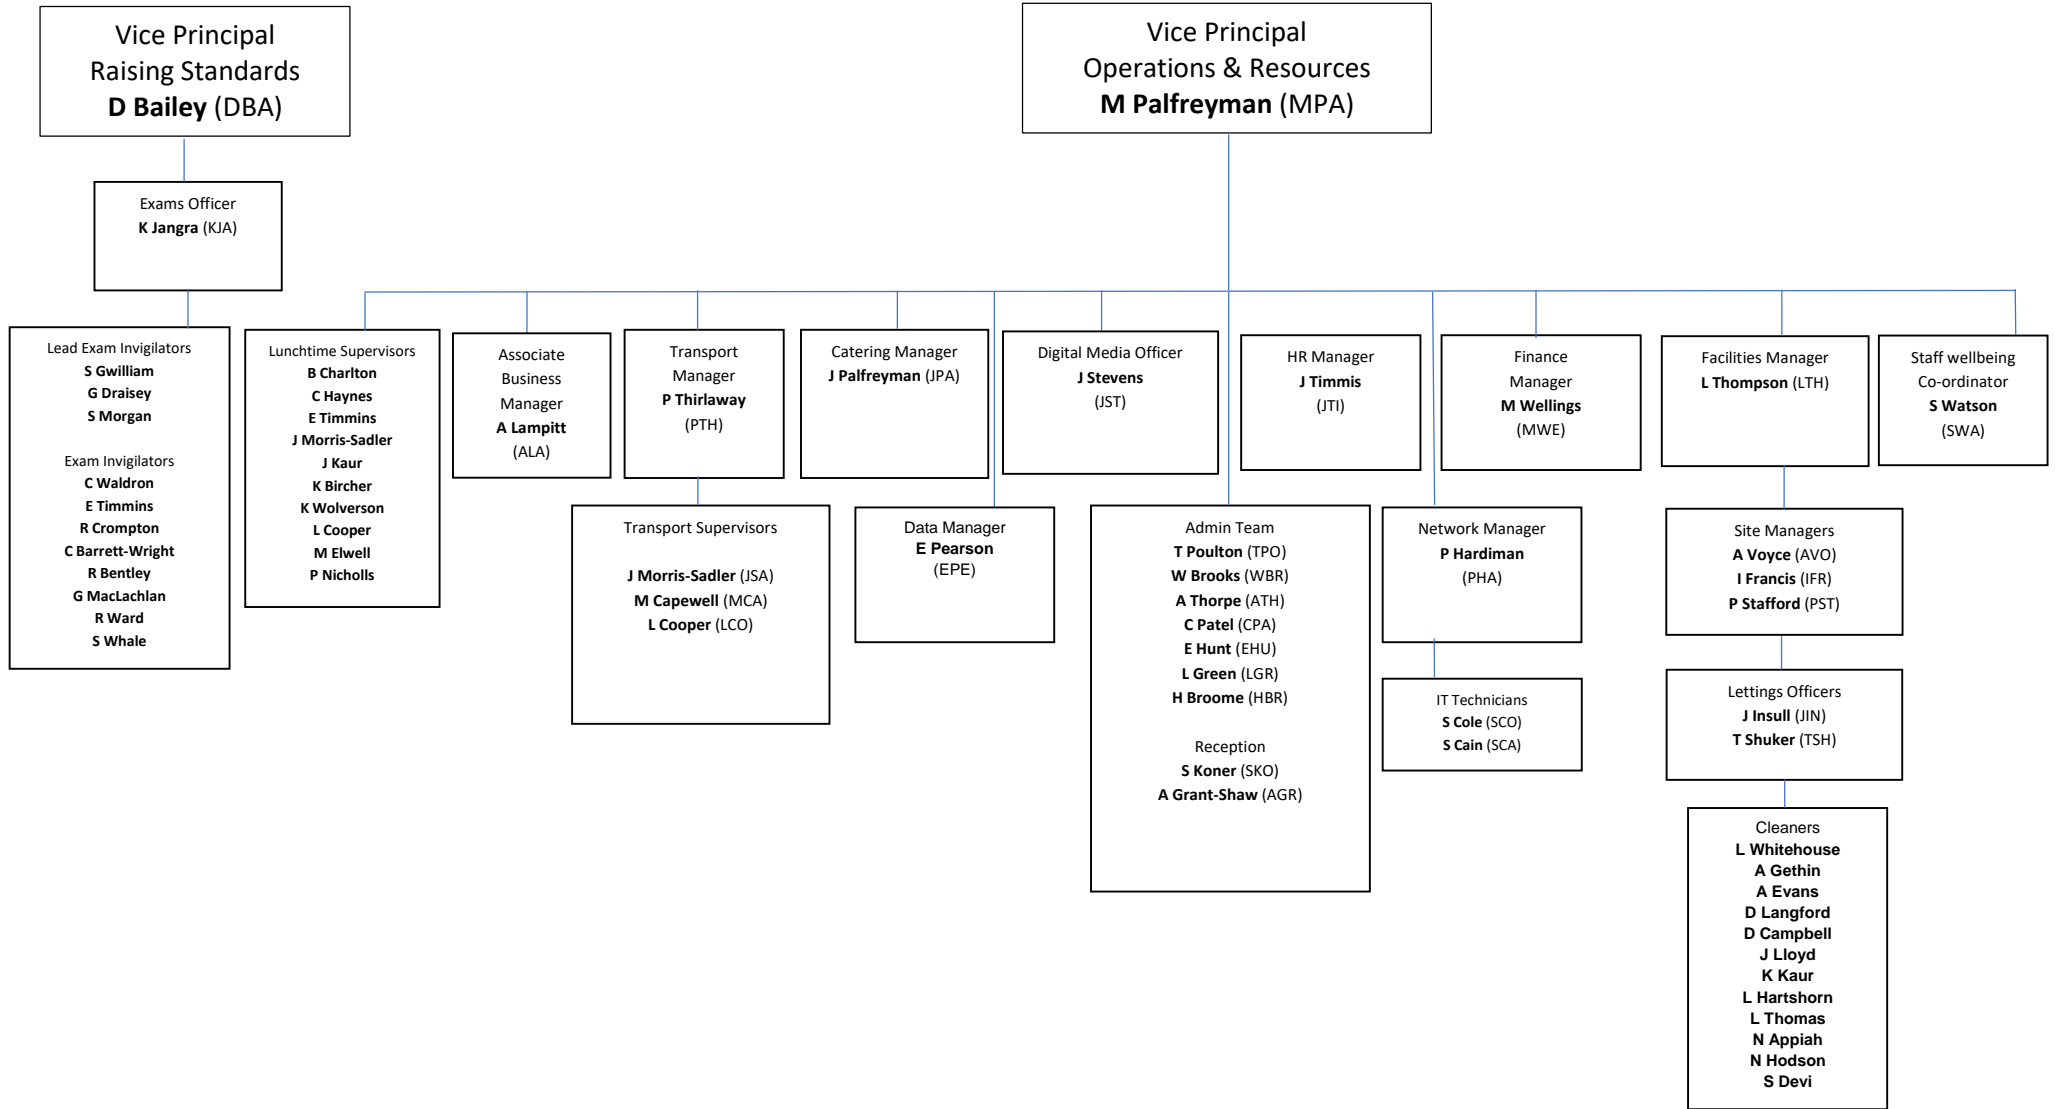 Vice Principal
Raising Standards
D Bailey (DBA)
Vice Principal
Operations & Resources
M Palfreyman (MPA)
Exams Officer
K Jangra (KJA)
Lead Exam Invigilators
S Gwilliam
G Draisey
S Morgan
Exam Invigilators
C Waldron
E Timmins
R Crompton
C Barrett-Wright
R Bentley
G MacLachlan
R Ward
S Whale
Lunchtime Supervisors
B Charlton
C Haynes
E Timmins
J Morris-Sadler
J Kaur
K Bircher
K Wolverson
L Cooper
M Elwell
P Nicholls
Associate
Business
Manager
A Lampitt
(ALA)
Transport
Manager
P Thirlaway
(PTH)
Catering Manager
J Palfreyman (JPA)
Digital Media Officer
J Stevens
(JST)
HR Manager
J Timmis
(JTI)
Finance
Manager
M Wellings
(MWE)
Facilities Manager
L Thompson (LTH)
Staff wellbeing
Co-ordinator
S Watson
(SWA)
Transport Supervisors
J Morris-Sadler (JSA)
M Capewell (MCA)
L Cooper (LCO)
Data Manager
E Pearson
(EPE)
Admin Team
T Poulton (TPO)
W Brooks (WBR)
A Thorpe (ATH)
C Patel (CPA)
E Hunt (EHU)
L Green (LGR)
H Broome (HBR)
Reception
S Koner (SKO)
A Grant-Shaw (AGR)
Network Manager
P Hardiman
(PHA)
IT Technicians
S Cole (SCO)
S Cain (SCA)
Site Managers
A Voyce (AVO)
I Francis (IFR)
P Stafford (PST)
Lettings Officers
J Insull (JIN)
T Shuker (TSH)
Cleaners
L Whitehouse
A Gethin
A Evans
D Langford
D Campbell
J Lloyd
K Kaur
L Hartshorn
L Thomas
N Appiah
N Hodson
S Devi